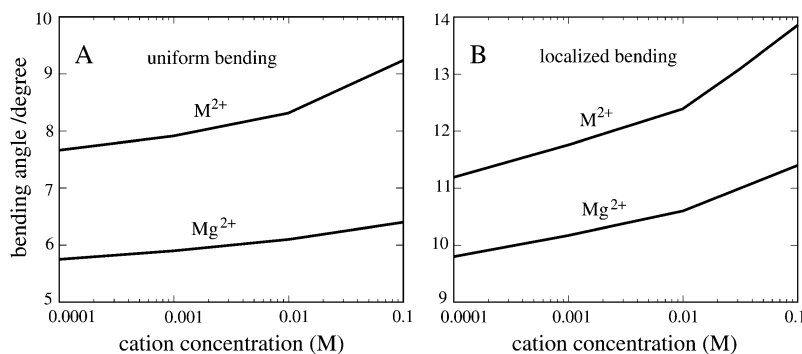 A
uniform bending
M2+
Mg2+
bending angle /degree
10
9
8
7
6
5
0.0001
0.001
0.01
0.1
cation concentration (M)
B
localized bending
M2+
Mg2+
14
13
12
11
10
9
0.0001
0.001
0.01
0.1
cation concentration (M)